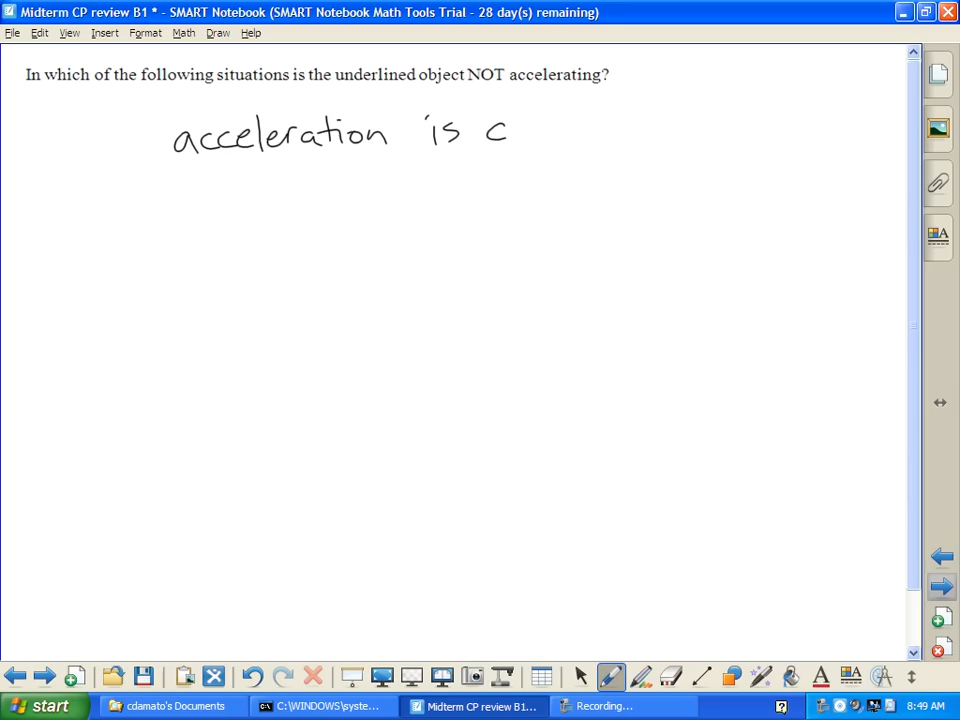 Midterm CP review B1 * - SMART Notebook (SMART Notebook Math Tools Trial - 28 day(s) remaining)
File Edit View Insert Format Math Draw Help
In which of the following situations is the underlined object NOT accelerating?
acceleration is c
start cdamato's Documents C:\WINDOWS\syste... Midterm CP review B1... Recording... 8:49 AM